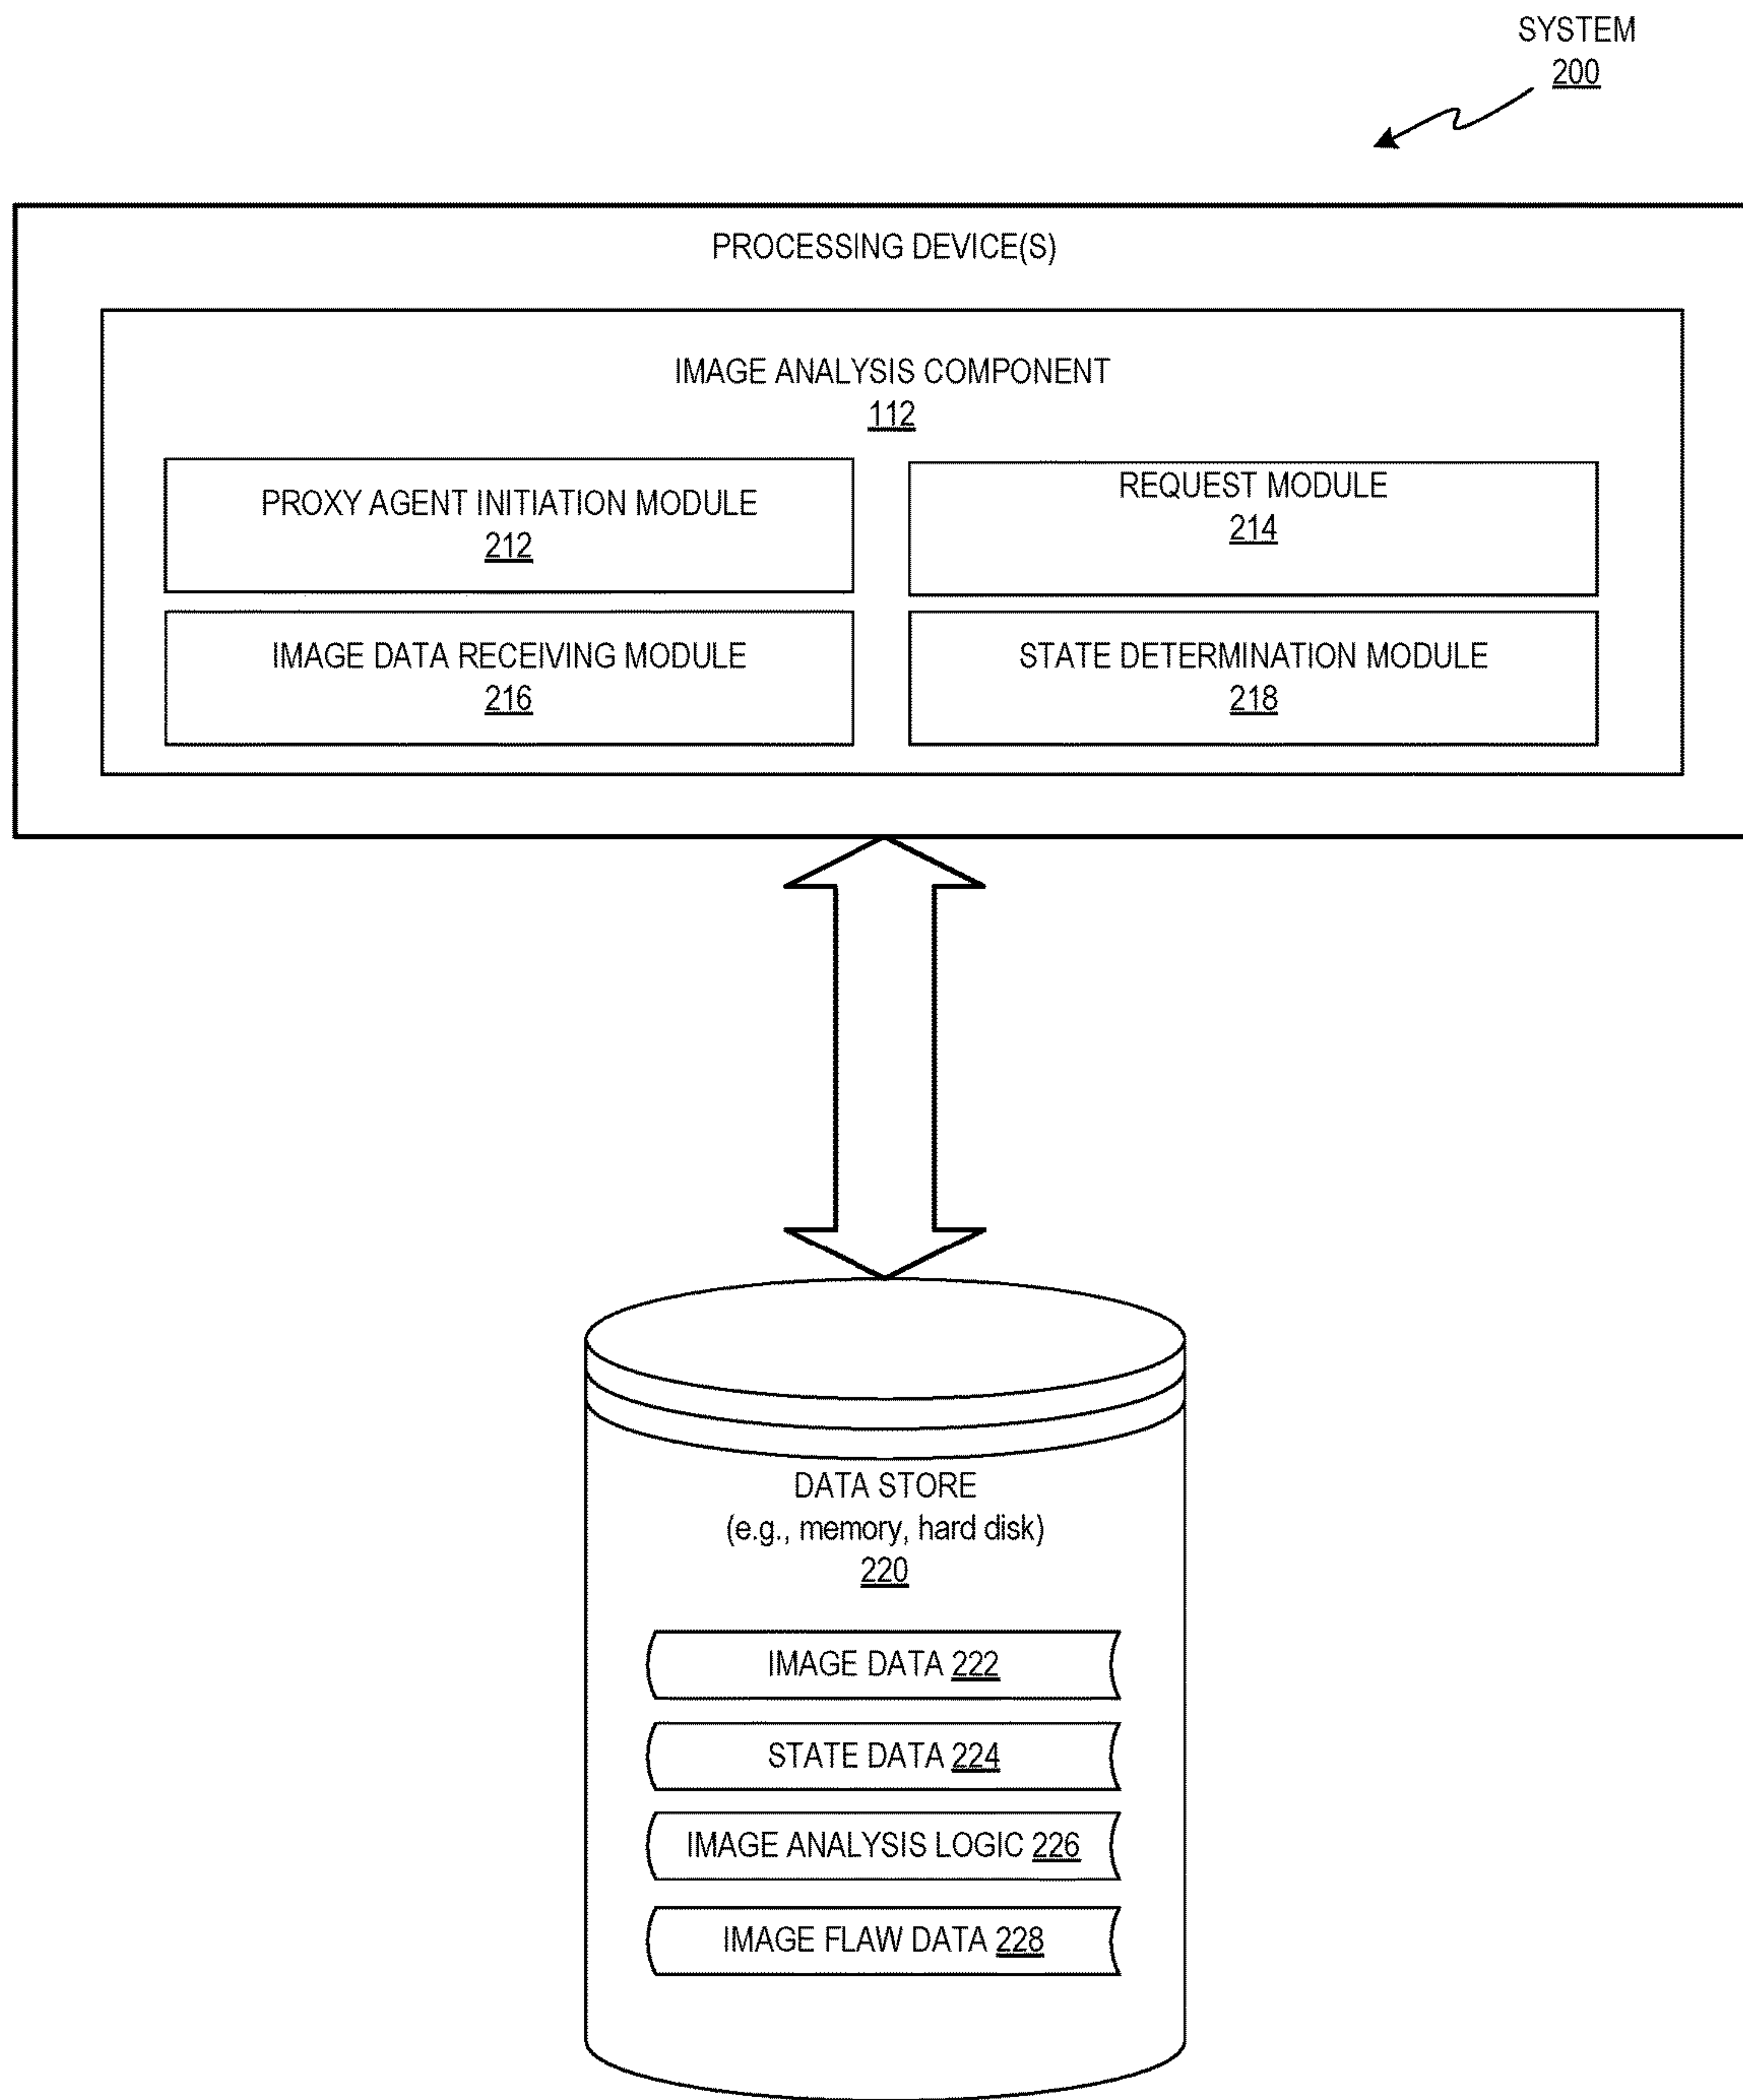 SYSTEM
200
PROCESSING DEVICE(S)
IMAGE ANALYSIS COMPONENT
112
PROXY AGENT INITIATION MODULE
212
REQUEST MODULE
214
IMAGE DATA RECEIVING MODULE
216
STATE DETERMINATION MODULE
218
DATA STORE
(e.g., memory, hard disk)
220
IMAGE DATA 222
STATE DATA 224
IMAGE ANALYSIS LOGIC 226
IMAGE FLAW DATA 228